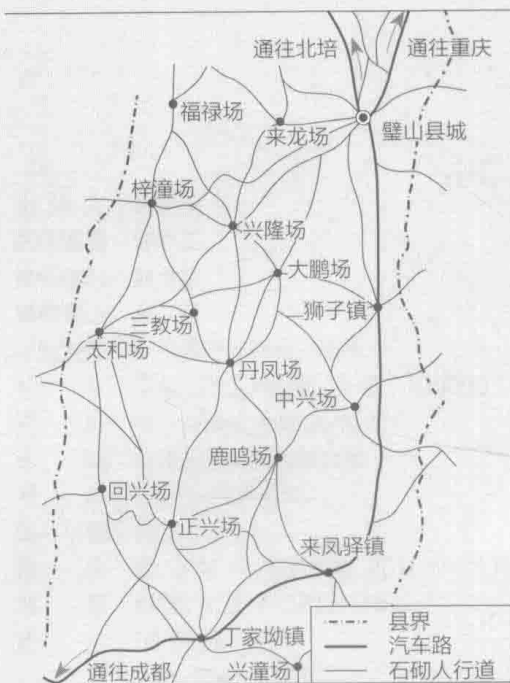 通往北培
通往重庆
福禄场
来龙场
璧山县城
梓潼场
兴隆场
大鹏场
狮子镇
三教场
太和场
丹凤场
中兴场
鹿鸣场
回兴场
正兴场
来凤驿镇
丁家坳镇
通往成都
兴潼场
县界
汽车路
石砌人行道